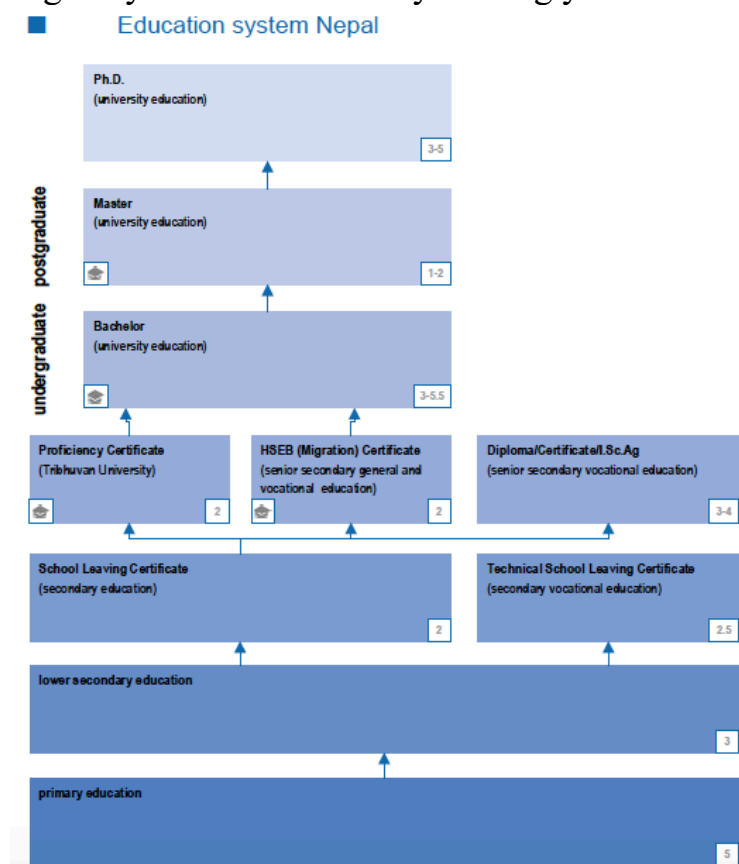 Education system Nepal
Ph.D.
(university education)
3-5
postgraduate
Master
(university education)
1-2
undergraduate
Bachelor
(university education)
3-5.5
Proficiency Certificate
(Tribhuvan University)
2
HSEB (Migration) Certificate
(senior secondary general and
vocational education)
2
Diploma/Certificate/I.Sc.Ag
(senior secondary vocational education)
3-4
School Leaving Certificate
(secondary education)
2
Technical School Leaving Certificate
(secondary vocational education)
2.5
lower secondary education
3
primary education
5